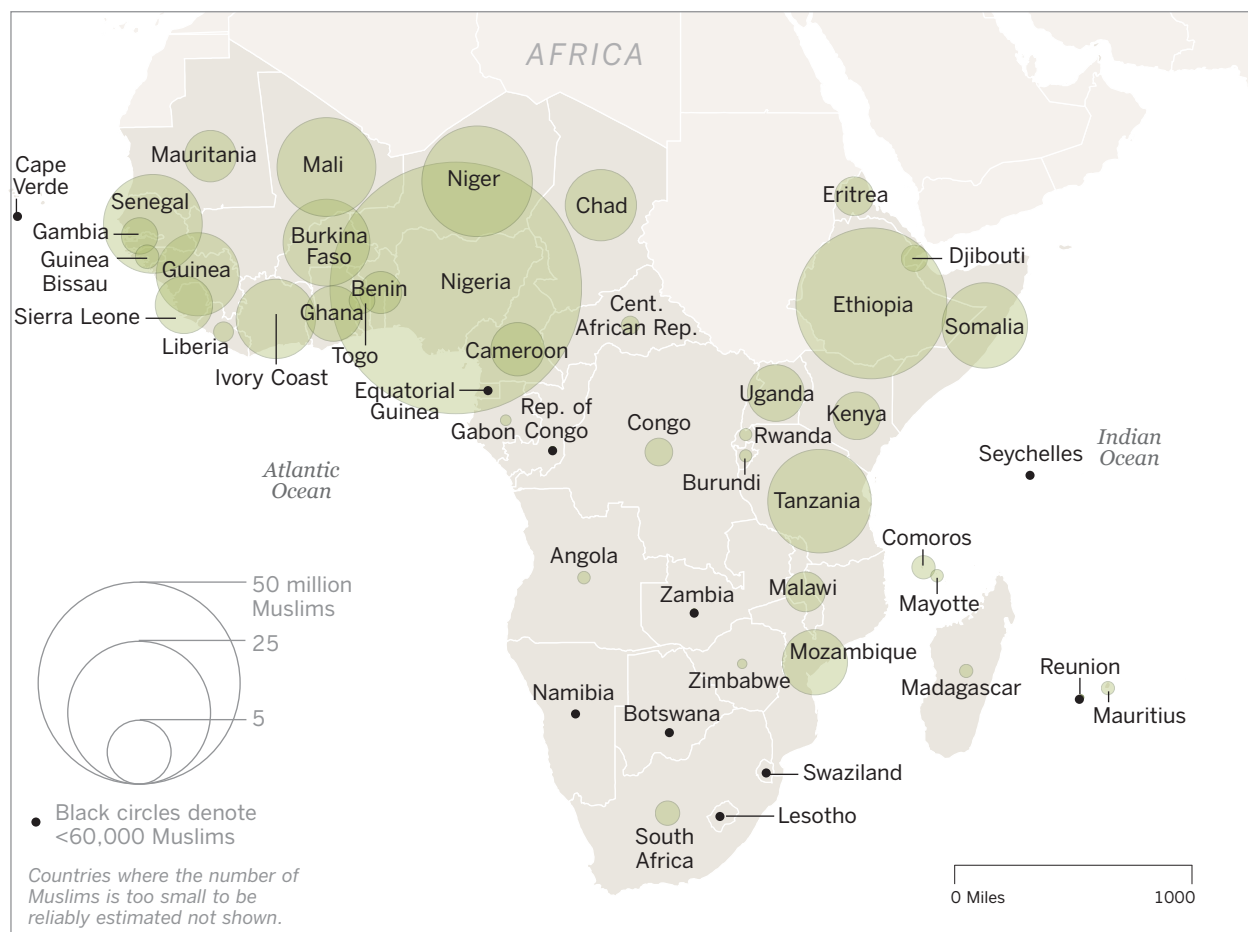 AFRICA
Cape
Verde
Mauritania
Mali
Niger
Chad
Eritrea
Senegal
Gambia
Guinea
Bissau
Guinea
Burkina
Faso
Nigeria
Djibouti
Ethiopia
Somalia
Sierra Leone
Liberia
Ivory Coast
Ghana
Benin
Togo
Cameroon
Cent.
African Rep.
Equatorial
Guinea
Gabon
Rep. of
Congo
Congo
Uganda
Kenya
Rwanda
Burundi
Tanzania
Seychelles
Indian
Ocean
Atlantic
Ocean
Angola
Zambia
Malawi
Comoros
Mayotte
Mozambique
Zimbabwe
Madagascar
Reunion
Mauritius
Namibia
Botswana
Swaziland
Lesotho
South
Africa
50 million
Muslims
25
5
Black circles denote
<60,000 Muslims
Countries where the number of
Muslims is too small to be
reliably estimated not shown.
0 Miles 1000